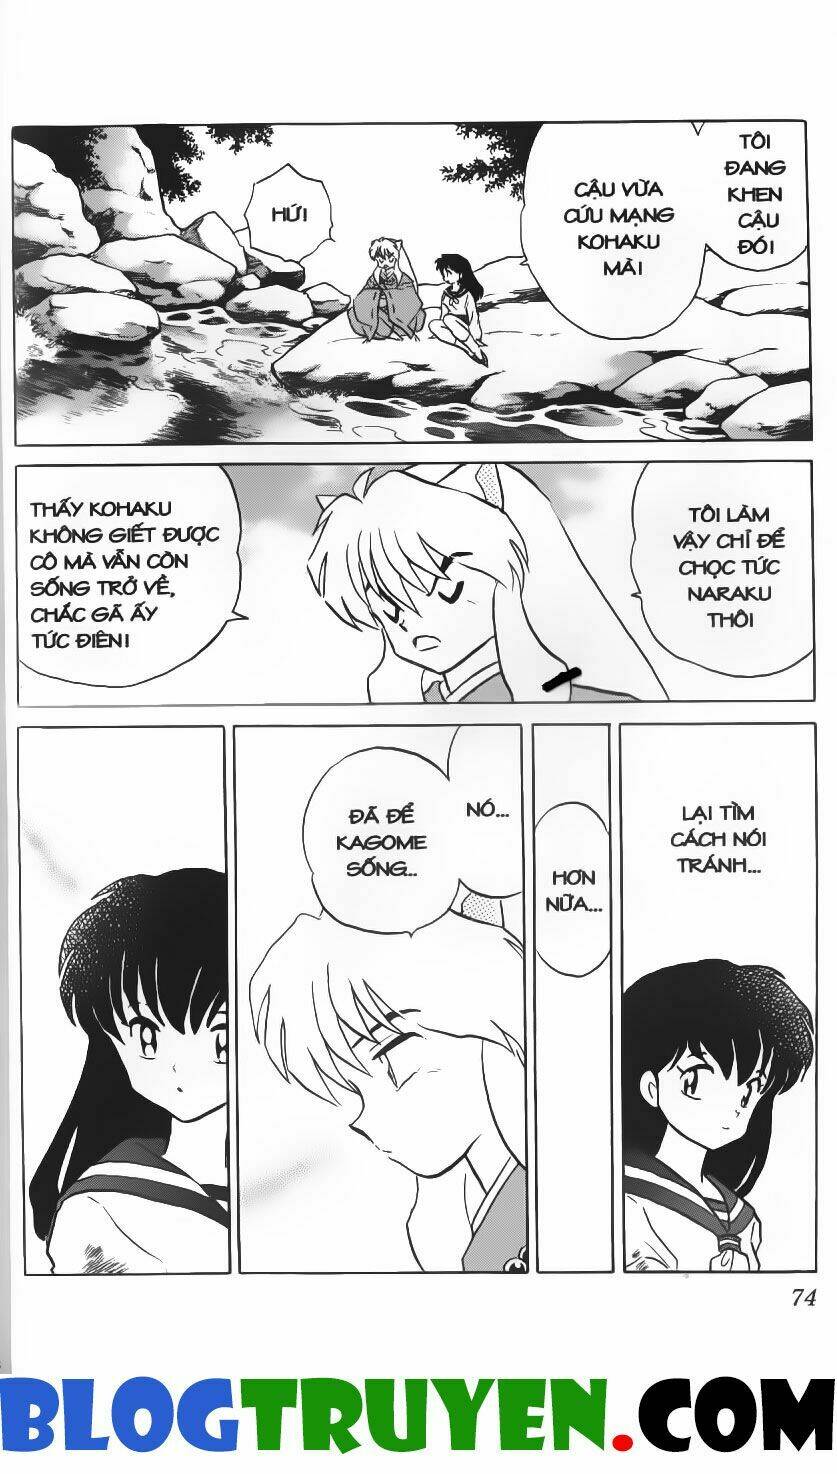 TÔI
ĐANG
KHEN
CẬU
ĐÓ!
CẬU VỪA
CỨU MẠNG
KOHAKU
MÀ!
HỨ!
TÔI LÀM
VẬY CHỈ ĐỂ
CHỌC TỨC
NARAKU
THÔI
THẤY KOHAKU
KHÔNG GIẾT ĐƯỢC
CÔ MÀ VẪN CÒN
SỐNG TRỞ VỀ,
CHẮC GÃ ẤY
TỨC ĐIÊN!
LẠI TÌM
CÁCH NÓI
TRÁNH...
HƠN
NỮA...
NÓ...
ĐÃ ĐỂ
KAGOME
SỐNG...
74
BLOGTRUYEN.COM